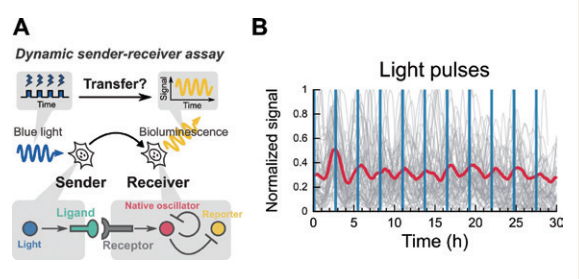 A
Dynamic sender-receiver assay
Time
Transfer?
Signal
Time
Blue light
Bioluminescence
Sender
Receiver
Ligand
Native oscillator
Reporter
Light
Receptor
B
Light pulses
Normalized signal
1
0.8
0.6
0.4
0.2
0
0 5 10 15 20 25 30
Time (h)